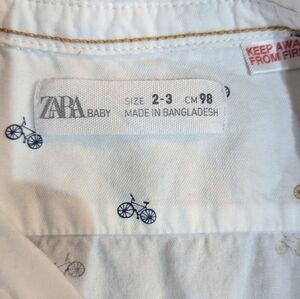 KEEP AWA
FROM FIR
ZARA BABY SIZE 2-3 CM 98
MADE IN BANGLADESH